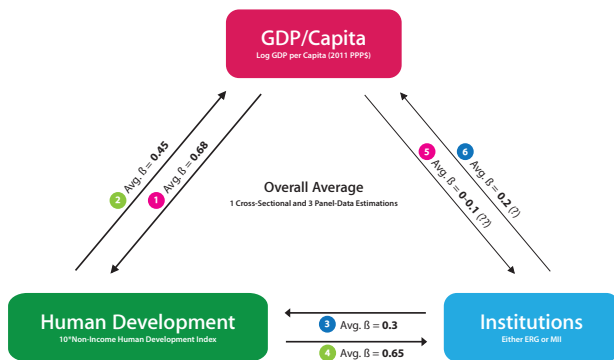 GDP/Capita
Log GDP per Capita (2011 PPP$)
2 Avg. ß = 0.45
1 Avg. ß = 0.68
5 Avg. ß = 0-0.1 (??)
6 Avg. ß = 0.2 (?)
Overall Average
1 Cross-Sectional and 3 Panel-Data Estimations
Human Development
10*Non-Income Human Development Index
3 Avg. ß = 0.3
4 Avg. ß = 0.65
Institutions
Either ERG or MII